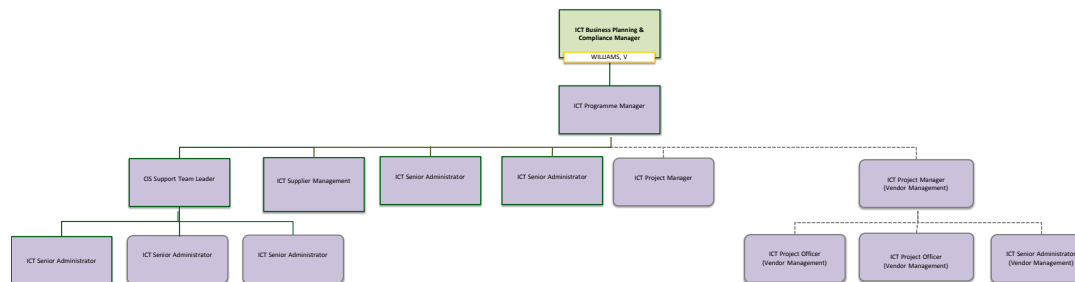 ICT Business Planning &
Compliance Manager
WILLIAMS, V
ICT Programme Manager
CIS Support Team Leader
ICT Supplier Management
ICT Senior Administrator
ICT Senior Administrator
ICT Project Manager
ICT Project Manager
(Vendor Management)
ICT Senior Administrator
ICT Senior Administrator
ICT Senior Administrator
ICT Project Officer
(Vendor Management)
ICT Project Officer
(Vendor Management)
ICT Senior Administrator
(Vendor Management)